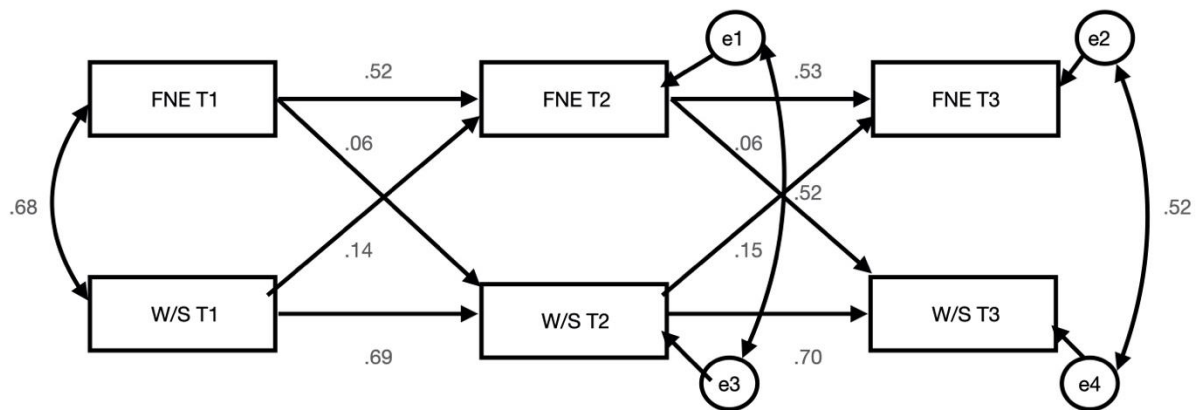 e1
e2
.52
.53
FNE T1
FNE T2
FNE T3
.06
.06
.68
.52
.52
.14
.15
W/S T1
W/S T2
W/S T3
.69
.70
e3
e4